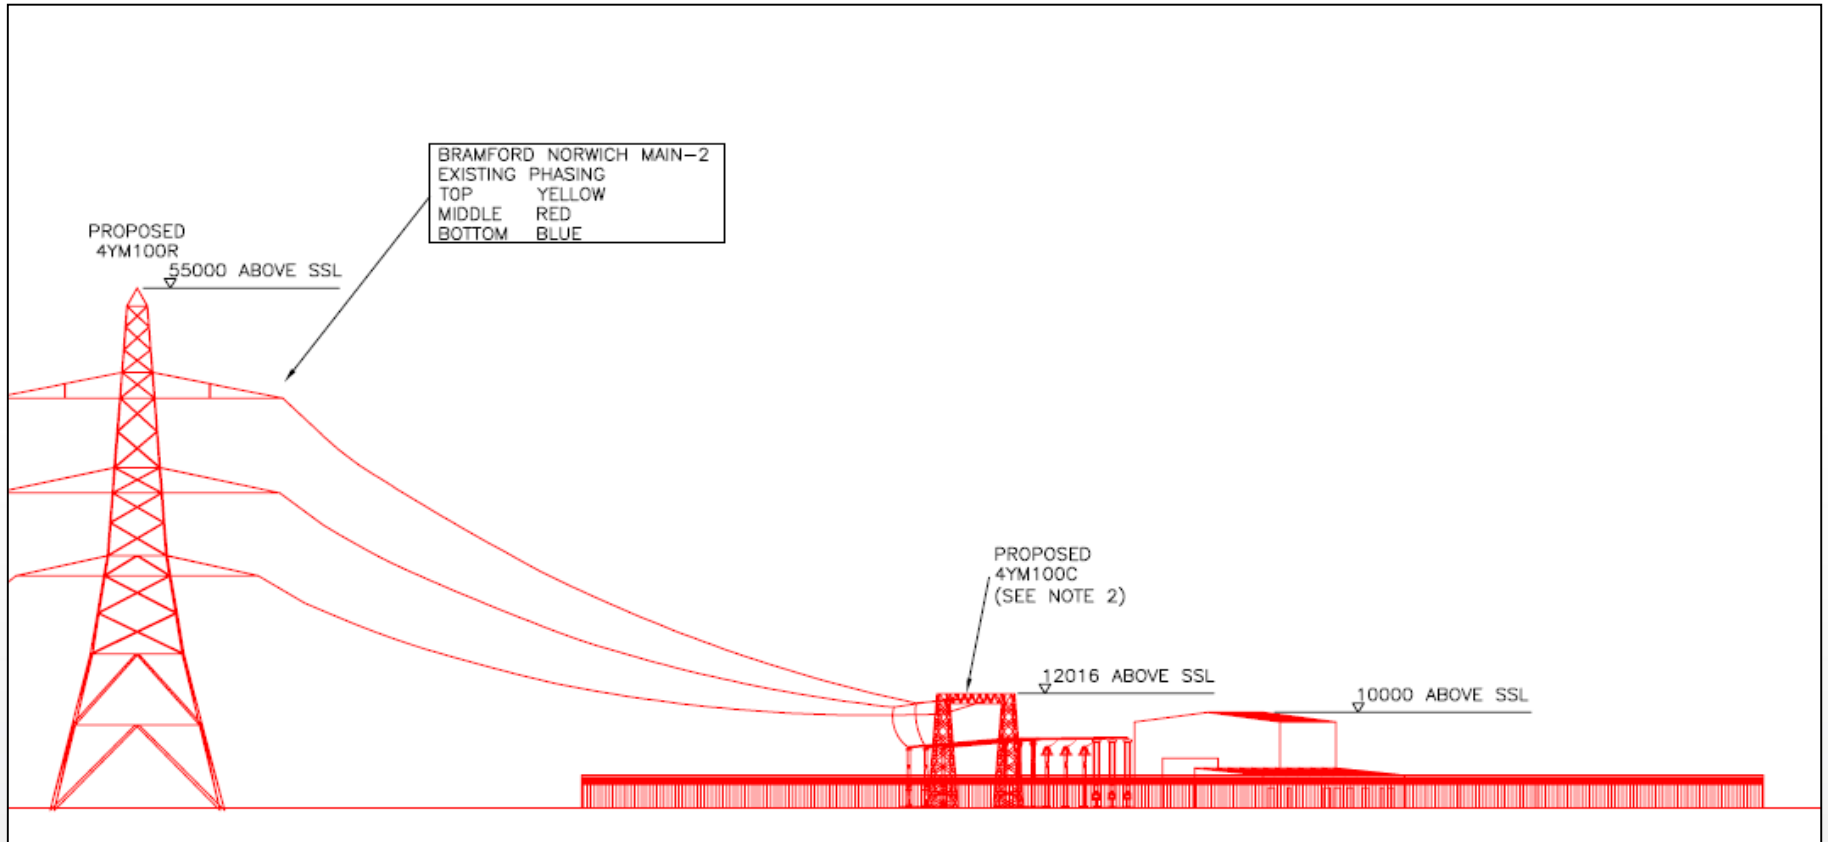 BRAMFORD NORWICH MAIN-2
EXISTING PHASING
TOP YELLOW
MIDDLE RED
BOTTOM BLUE
PROPOSED
4YM100R
55000 ABOVE SSL
PROPOSED
4YM100C
(SEE NOTE 2)
12016 ABOVE SSL
10000 ABOVE SSL